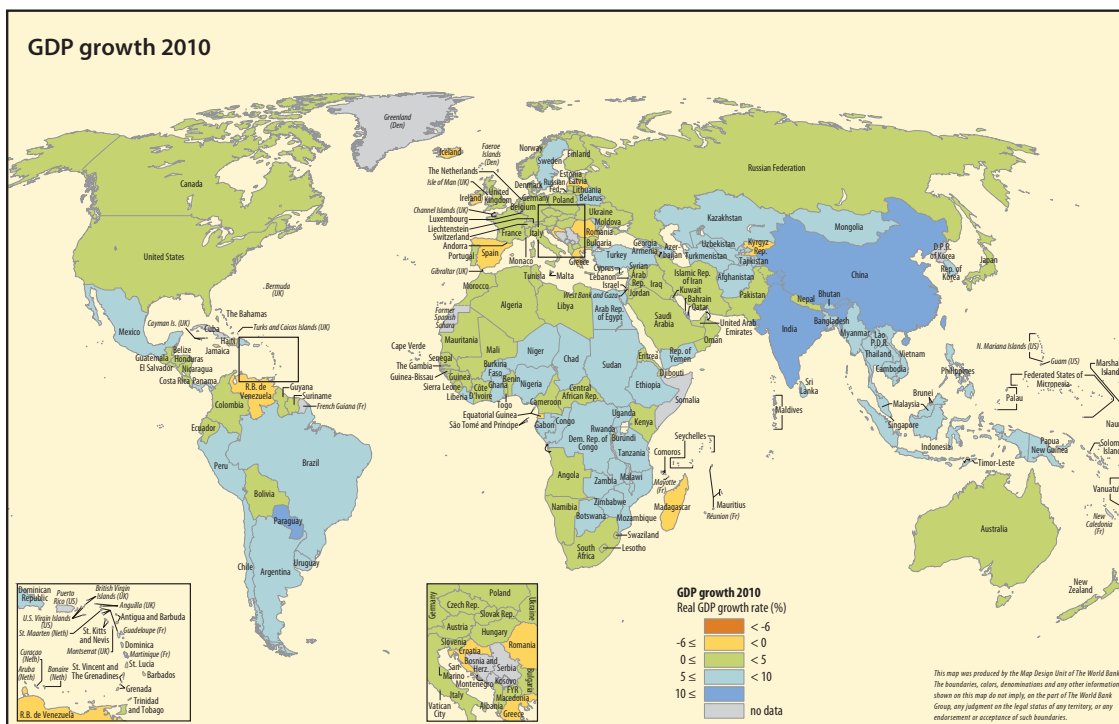 GDP growth 2010
Greenland
(Den)
Iceland
Faeroe
Islands
(Den)
Norway
Sweden
Finland
Russian Federation
Canada
The Netherlands
Isle of Man (UK)
Estonia
Russian
Fed.
Latvia
Denmark
Lithuania
United
Kingdom
Ireland
Germany
Poland
Belarus
Channel Islands (UK)
Belgium
Luxembourg
Liechtenstein
Switzerland
Ukraine
Moldova
Romania
France
Italy
Andorra
Portugal
Spain
Monaco
Bulgaria
Greece
Gibraltar (UK)
Kazakhstan
Mongolia
Georgia
Armenia
Azer-
baijan
Uzbekistan
Kyrgyz
Rep.
Turkmenistan
Tajikistan
Turkey
D.P.R.
of Korea
Japan
Rep. of
Korea
United States
Tunisia
Malta
Cyprus
Lebanon
Israel
Syrian
Arab
Rep.
Iraq
Islamic Rep.
of Iran
Afghanistan
China
Morocco
West Bank and Gaza
Jordan
Kuwait
Bahrain
Qatar
Pakistan
Nepal
Bhutan
Bermuda
(UK)
Algeria
Libya
Arab Rep.
of Egypt
Saudi
Arabia
United Arab
Emirates
Oman
India
Bangladesh
Myanmar
Lao
P.D.R.
Former
Spanish
Sahara
Mexico
Cayman Is. (UK)
The Bahamas
Cuba
Turks and Caicos Islands (UK)
Haiti
Belize
Jamaica
Guatemala
Honduras
El Salvador
Nicaragua
Costa Rica
Panama
Cape Verde
Mauritania
Mali
Niger
Chad
Sudan
Eritrea
Rep. of
Yemen
Thailand
Vietnam
Cambodia
Philippines
N. Mariana Islands (US)
Guam (US)
Marshall
Islands
Federated States of
Micronesia
Palau
Senegal
The Gambia
Guinea-Bissau
Guinea
Sierra Leone
Liberia
Côte
D'Ivoire
Burkina
Faso
Ghana
Benin
Togo
Nigeria
Cameroon
Central
African Rep.
Djibouti
Ethiopia
Somalia
Sri
Lanka
Maldives
Brunei
Malaysia
Singapore
Indonesia
R.B. de
Venezuela
Guyana
Suriname
French Guiana (Fr)
Colombia
Ecuador
Equatorial Guinea
São Tomé and Príncipe
Gabon
Congo
Dem. Rep. of
Congo
Uganda
Rwanda
Burundi
Kenya
Tanzania
Seychelles
Comoros
Mayotte
(Fr)
Papua
New Guinea
Timor-Leste
Nauru
Solomon
Islands
Peru
Brazil
Bolivia
Paraguay
Angola
Zambia
Malawi
Zimbabwe
Mozambique
Madagascar
Mauritius
Réunion (Fr)
Namibia
Botswana
Swaziland
Lesotho
South
Africa
Vanuatu
New
Caledonia
(Fr)
Australia
New
Zealand
Chile
Argentina
Uruguay
Dominican
Republic
Puerto
Rico (US)
British Virgin
Islands (UK)
Anguilla (UK)
U.S. Virgin
Islands (US)
St. Maarten (Neth)
St. Kitts
and Nevis
Antigua and Barbuda
Guadeloupe (Fr)
Montserrat (UK)
Dominica
Martinique (Fr)
Curaçao
(Neth)
Aruba
(Neth)
Bonaire
(Neth)
St. Vincent and
The Grenadines
St. Lucia
Barbados
Grenada
Trinidad
and Tobago
R.B. de Venezuela
Germany
Poland
Czech Rep.
Slovak Rep.
Ukraine
Austria
Hungary
Slovenia
Croatia
Romania
San
Marino
Bosnia and
Herz.
Serbia
Kosovo
Montenegro
Bulgaria
Italy
Vatican
City
FYR
Macedonia
Albania
Greece
GDP growth 2010
Real GDP growth rate (%)
< -6
-6 ≤ < 0
0 ≤ < 5
5 ≤ < 10
10 ≤
no data
This map was produced by the Map Design Unit of The World Bank.
The boundaries, colors, denominations and any other information
shown on this map do not imply, on the part of The World Bank
Group, any judgment on the legal status of any territory, or any
endorsement or acceptance of such boundaries.